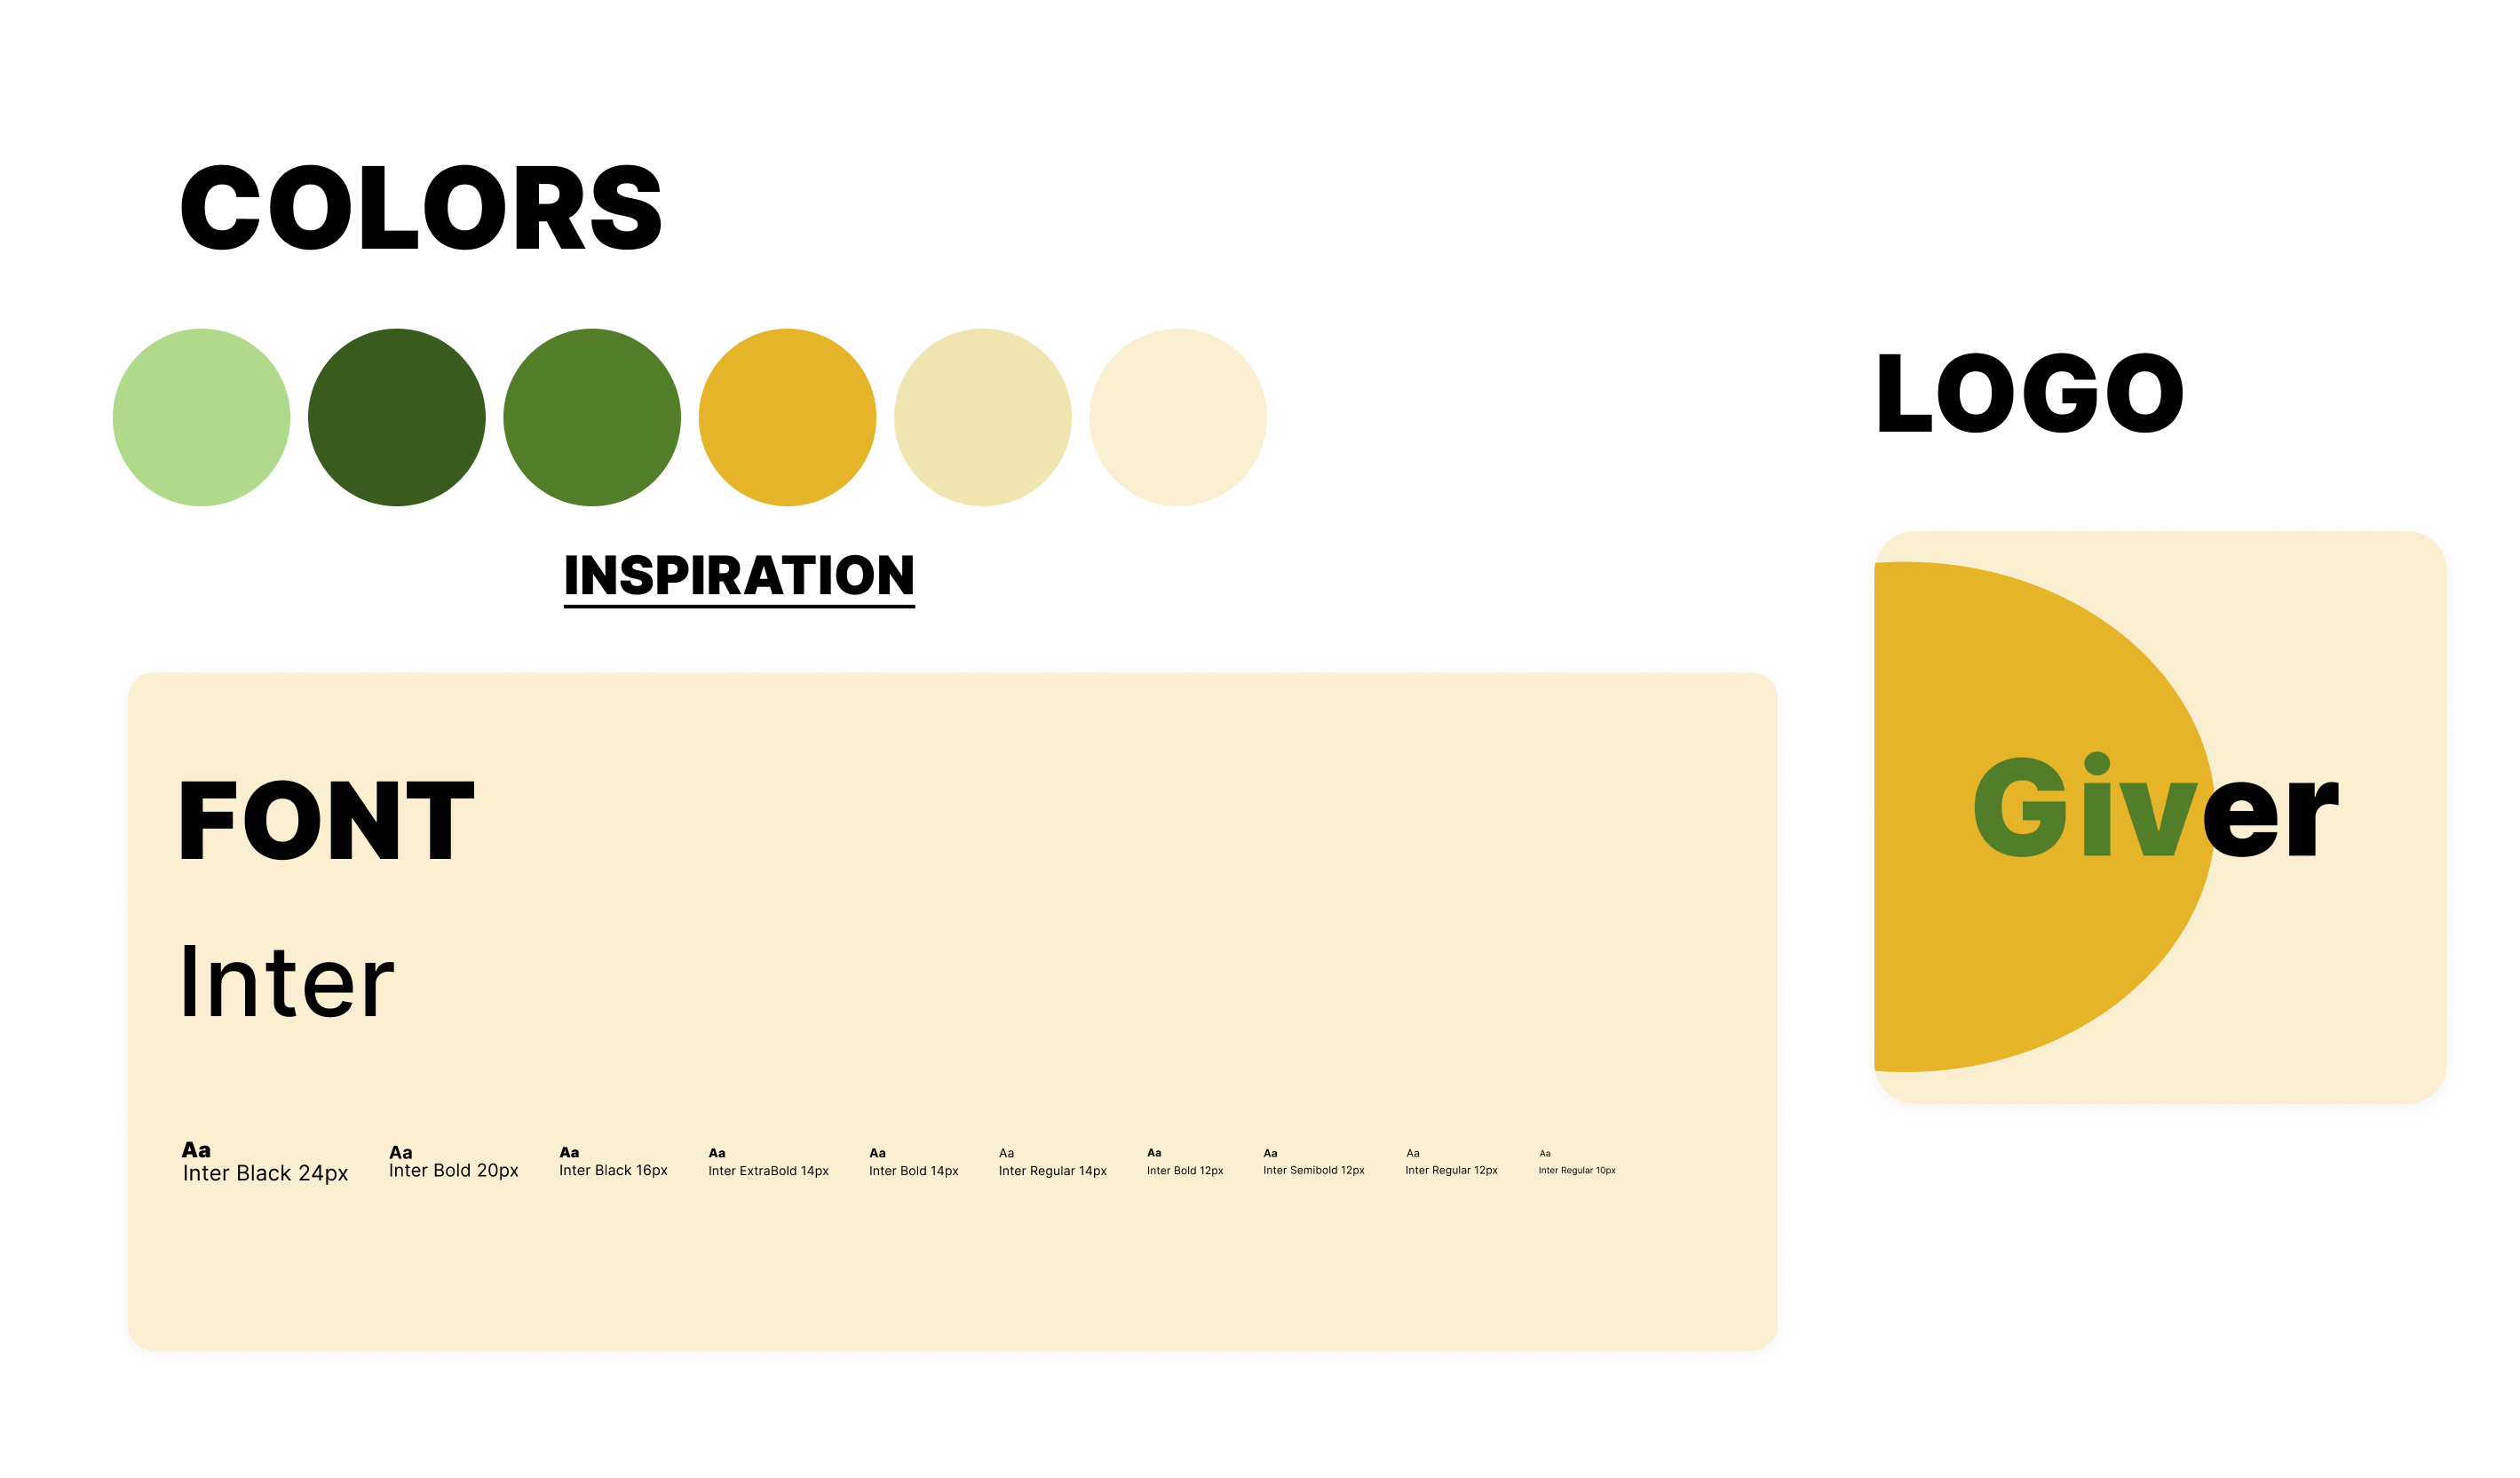 COLORS
INSPIRATION
LOGO
Giver
FONT
Inter
Aa
Inter Black 24px
Aa
Inter Bold 20px
Aa
Inter Black 16px
Aa
Inter ExtraBold 14px
Aa
Inter Bold 14px
Aa
Inter Regular 14px
Aa
Inter Bold 12px
Aa
Inter Semibold 12px
Aa
Inter Regular 12px
Aa
Inter Regular 10px